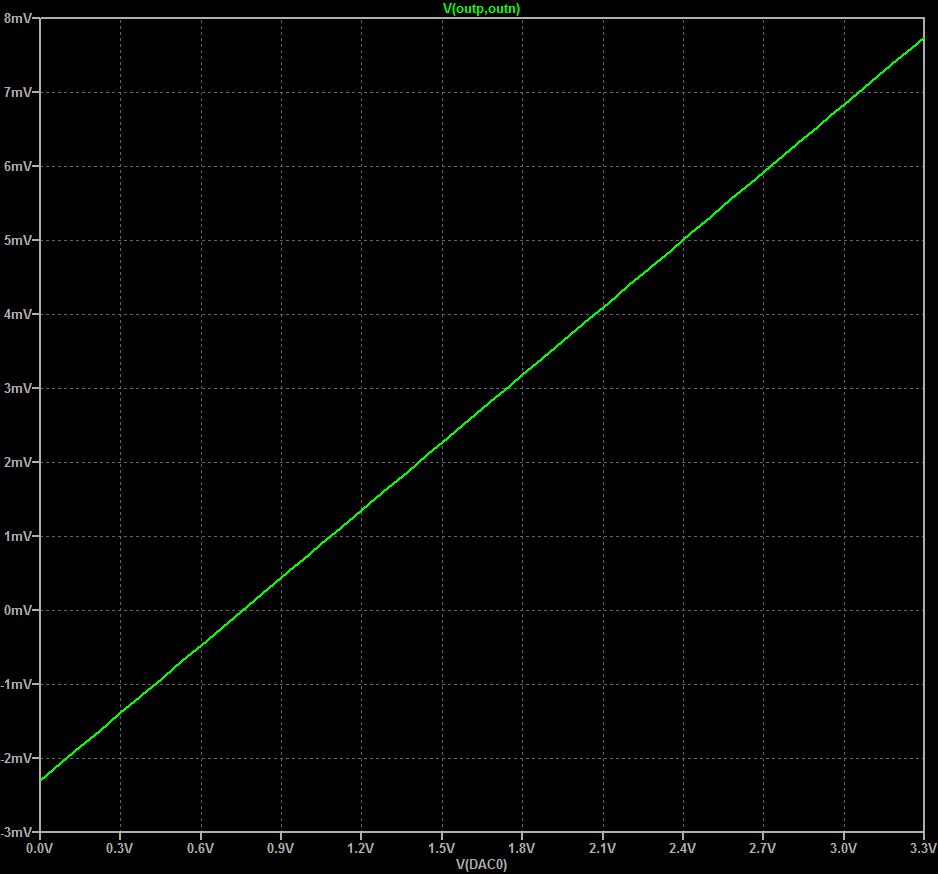 V(outp,outn)
8mV
7mV
6mV
5mV
4mV
3mV
2mV
1mV
0mV
-1mV
-2mV
-3mV
0.0V 0.3V 0.6V 0.9V 1.2V 1.5V 1.8V 2.1V 2.4V 2.7V 3.0V 3.3V
V(DAC0)